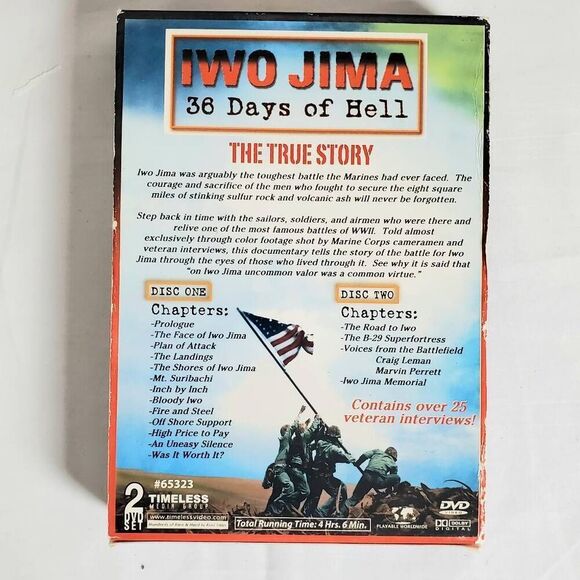 IWO JIMA
36 Days of Hell
THE TRUE STORY
Iwo Jima was arguably the toughest battle the Marines had ever faced. The
courage and sacrifice of the men who fought to secure the eight square
miles of stinking sulfur rock and volcanic ash will never be forgotten.
Step back in time with the sailors, soldiers, and airmen who were there and
relive one of the most famous battles of WWII. Told almost
exclusively through color footage shot by Marine Corps cameramen and
veteran interviews, this documentary tells the story of the battle for Iwo
Jima through the eyes of those who lived through it. See why it is said that
"on Iwo Jima uncommon valor was a common virtue."
DISC ONE
Chapters:
-Prologue
-The Face of Iwo Jima
-Plan of Attack
-The Landings
-The Shores of Iwo Jima
-Mt. Suribachi
-Inch by Inch
-Bloody Iwo
-Fire and Steel
-Off Shore Support
-High Price to Pay
-An Uneasy Silence
-Was It Worth It?
DISC TWO
Chapters:
-The Road to Iwo
-The B-29 Superfortress
-Voices from the Battlefield
Craig Leman
Marvin Perrett
-Iwo Jima Memorial
Contains over 25
veteran interviews!
#65323
2 DVD SET
TIMELESS
MEDIA GROUP
www.timelessvideo.com
Total Running Time: 4 Hrs. 6 Min.
PLAYABLE WORLDWIDE
DVD
VIDEO
DOLBY
DIGITAL